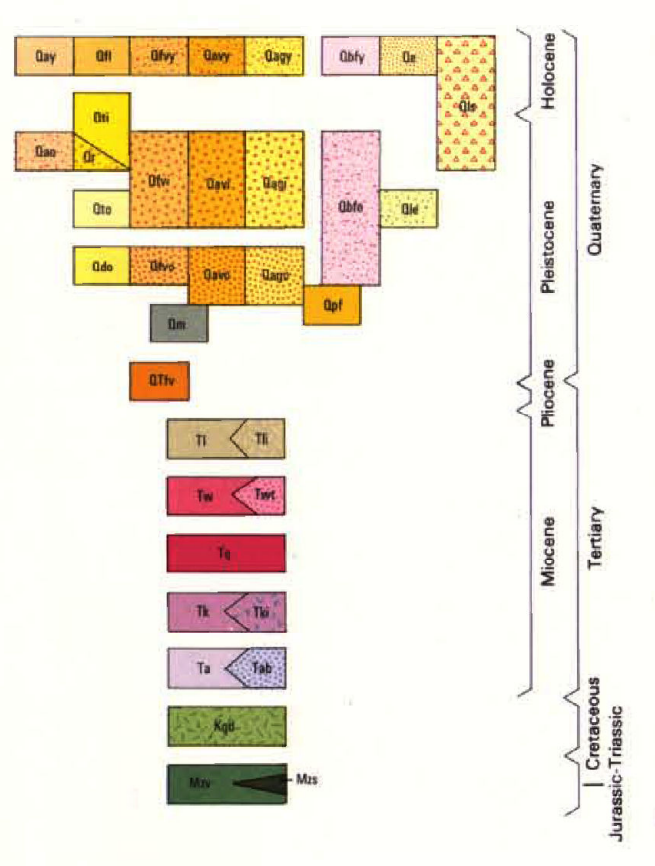 Qay Qfl Qfvy Qavy Qagy Qbfy Qe Qls
Qti
Qao Qr Qfvi Qavi Qagi Qbfo
Qto Qle
Qdo Qfvo Qavo Qago Qpf
Qm
QTfv
Tl Tli
Tw Twt
Tq
Tk Tki
Ta Tab
Kgd
Mzv Mzs
Holocene
Pleistocene
Pliocene
Miocene
Quaternary
Tertiary
Cretaceous
Jurassic-Triassic